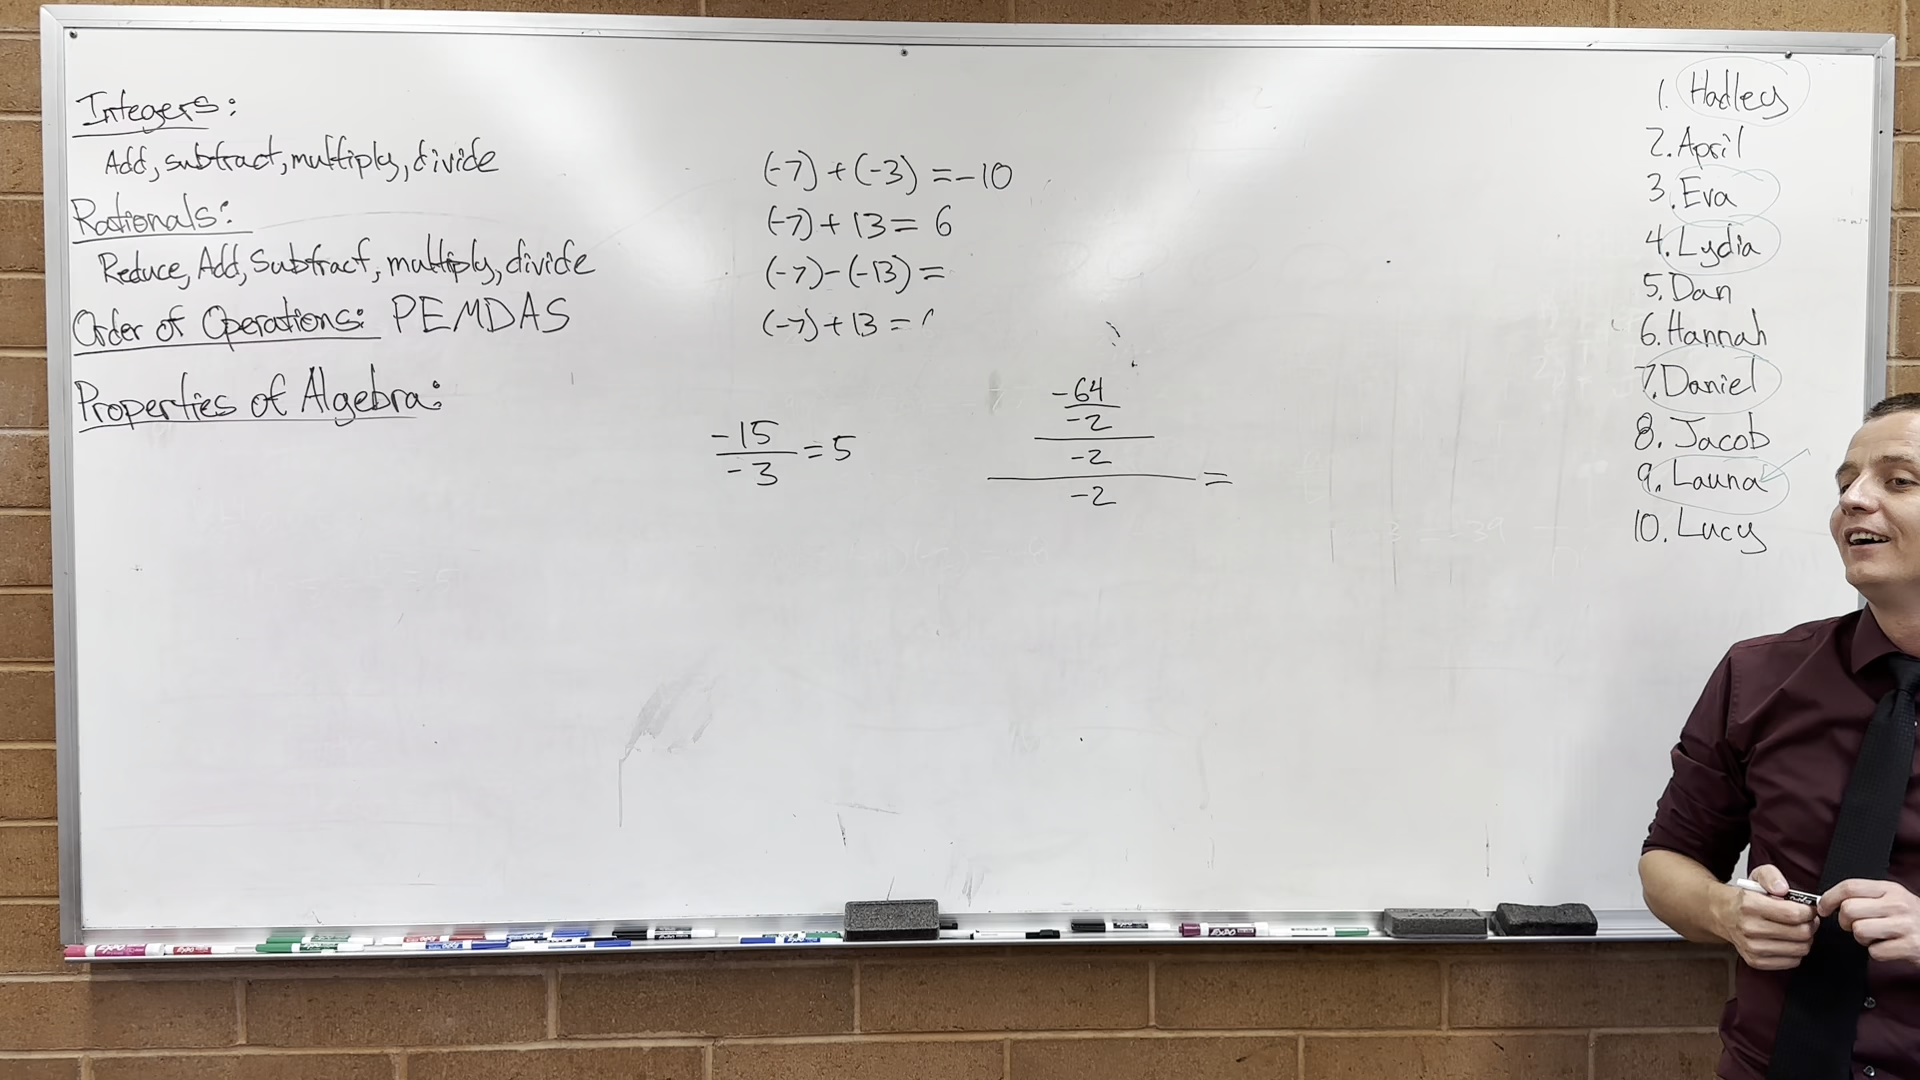 Integers:
Add, subtract, multiply, divide
Rationals:
Reduce, Add, Subtract, multiply, divide
Order of Operations: PEMDAS
Properties of Algebra:
(-7) + (-3) = -10
(-7) + 13 = 6
(-7) - (-13) =
(-7) + 13 =
-15
-3
= 5
-64
-2
-2
-2
=
1. Hadley
2. April
3. Eva
4. Lydia
5. Dan
6. Hannah
7. Daniel
8. Jacob
9. Launa
10. Lucy